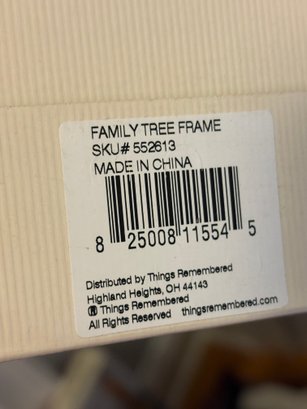 FAMILY TREE FRAME
SKU# 552613
MADE IN CHINA
8 25008 11554 5
Distributed by Things Remembered
Highland Heights, OH 44143
® Things Remembered
All Rights Reserved thingsremembered.com